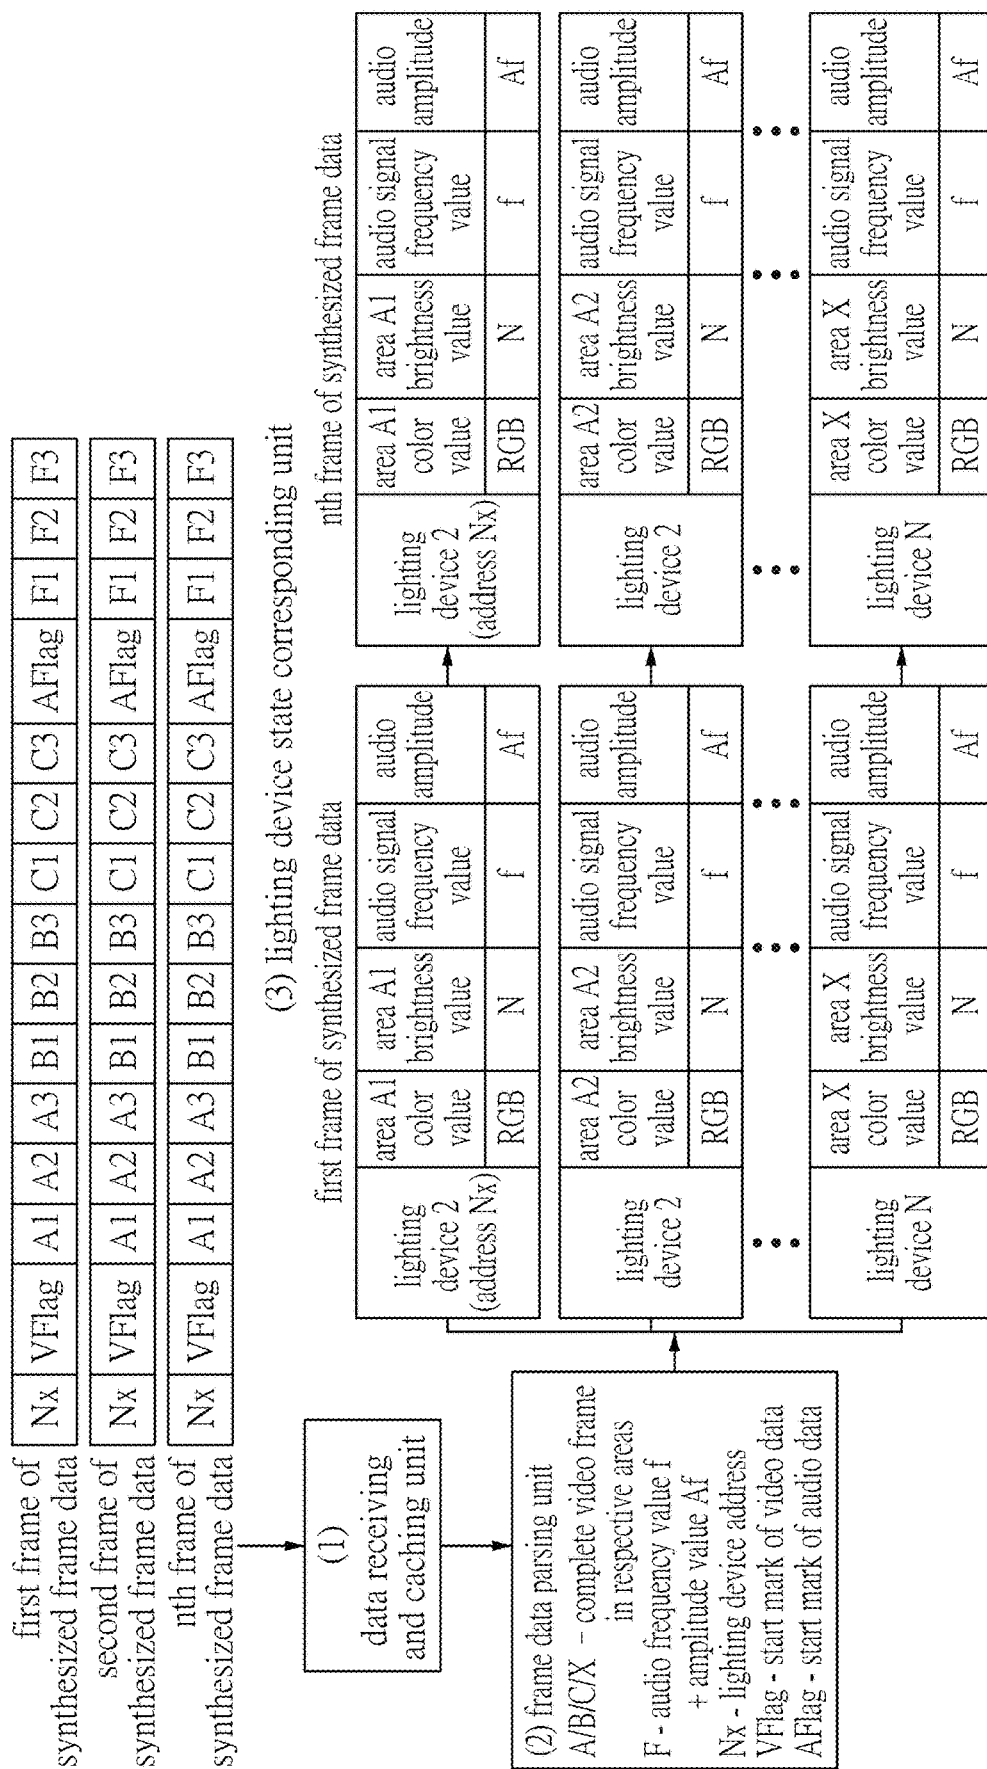 first frame of
synthesized frame data
Nx VFlag A1 A2 A3 B1 B2 B3 C1 C2 C3 AFlag F1 F2 F3
second frame of
synthesized frame data
Nx VFlag A1 A2 A3 B1 B2 B3 C1 C2 C3 AFlag F1 F2 F3
nth frame of
synthesized frame data
Nx VFlag A1 A2 A3 B1 B2 B3 C1 C2 C3 AFlag F1 F2 F3
(1)
data receiving
and caching unit
(2) frame data parsing unit
A/B/C/X – complete video frame
in respective areas
F - audio frequency value f
+ amplitude value Af
Nx - lighting device address
VFlag - start mark of video data
AFlag - start mark of audio data
(3) lighting device state corresponding unit
first frame of synthesized frame data
lighting
device 2
(address Nx)
area A1
color
value
RGB
area A1
brightness
value
N
audio signal
frequency
value
f
audio
amplitude
Af
lighting
device 2
area A2
color
value
RGB
area A2
brightness
value
N
audio signal
frequency
value
f
audio
amplitude
Af
lighting
device N
area X
color
value
RGB
area X
brightness
value
N
audio signal
frequency
value
f
audio
amplitude
Af
nth frame of synthesized frame data
lighting
device 2
(address Nx)
area A1
color
value
RGB
area A1
brightness
value
N
audio signal
frequency
value
f
audio
amplitude
Af
lighting
device 2
area A2
color
value
RGB
area A2
brightness
value
N
audio signal
frequency
value
f
audio
amplitude
Af
lighting
device N
area X
color
value
RGB
area X
brightness
value
N
audio signal
frequency
value
f
audio
amplitude
Af